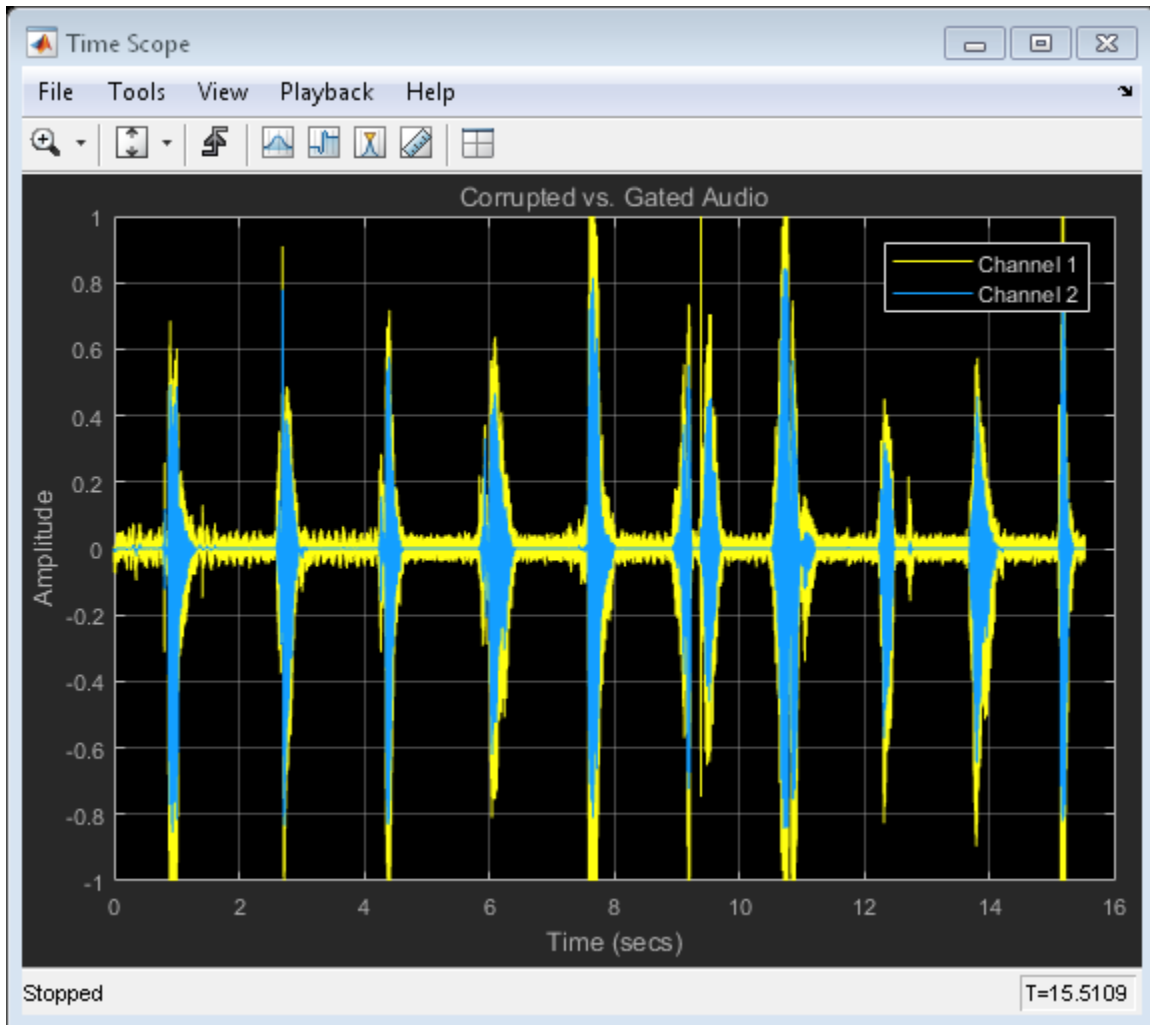 Time Scope
File Tools View Playback Help
Corrupted vs. Gated Audio
Channel 1
Channel 2
Amplitude
1
0.8
0.6
0.4
0.2
0
-0.2
-0.4
-0.6
-0.8
-1
0 2 4 6 8 10 12 14 16
Time (secs)
Stopped T=15.5109